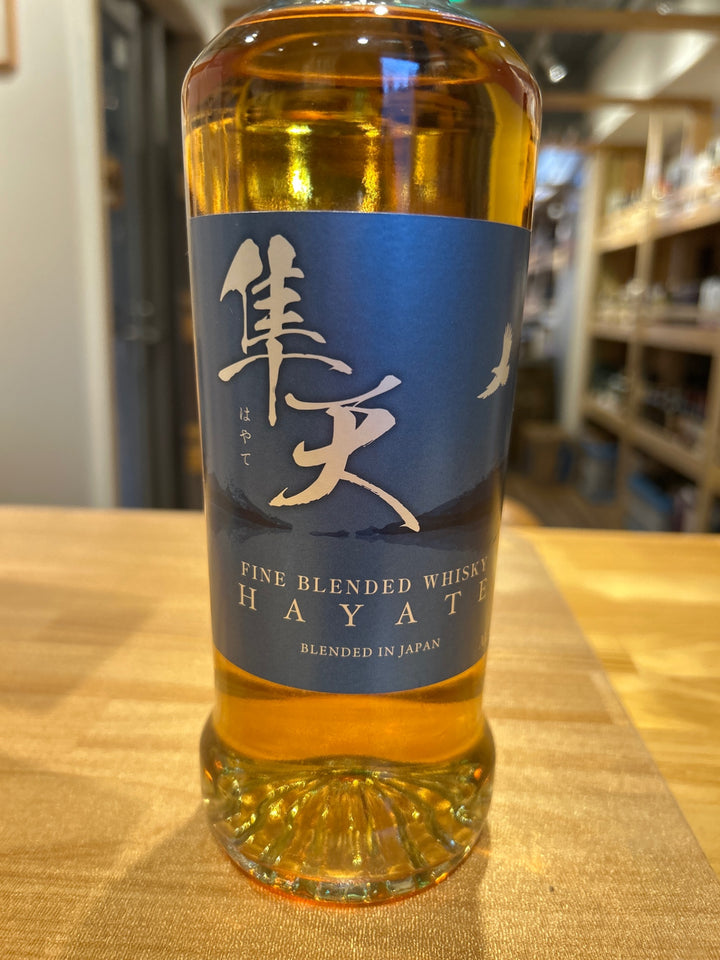 隼天
はやて
FINE BLENDED WHISKY
HAYATE
BLENDED IN JAPAN